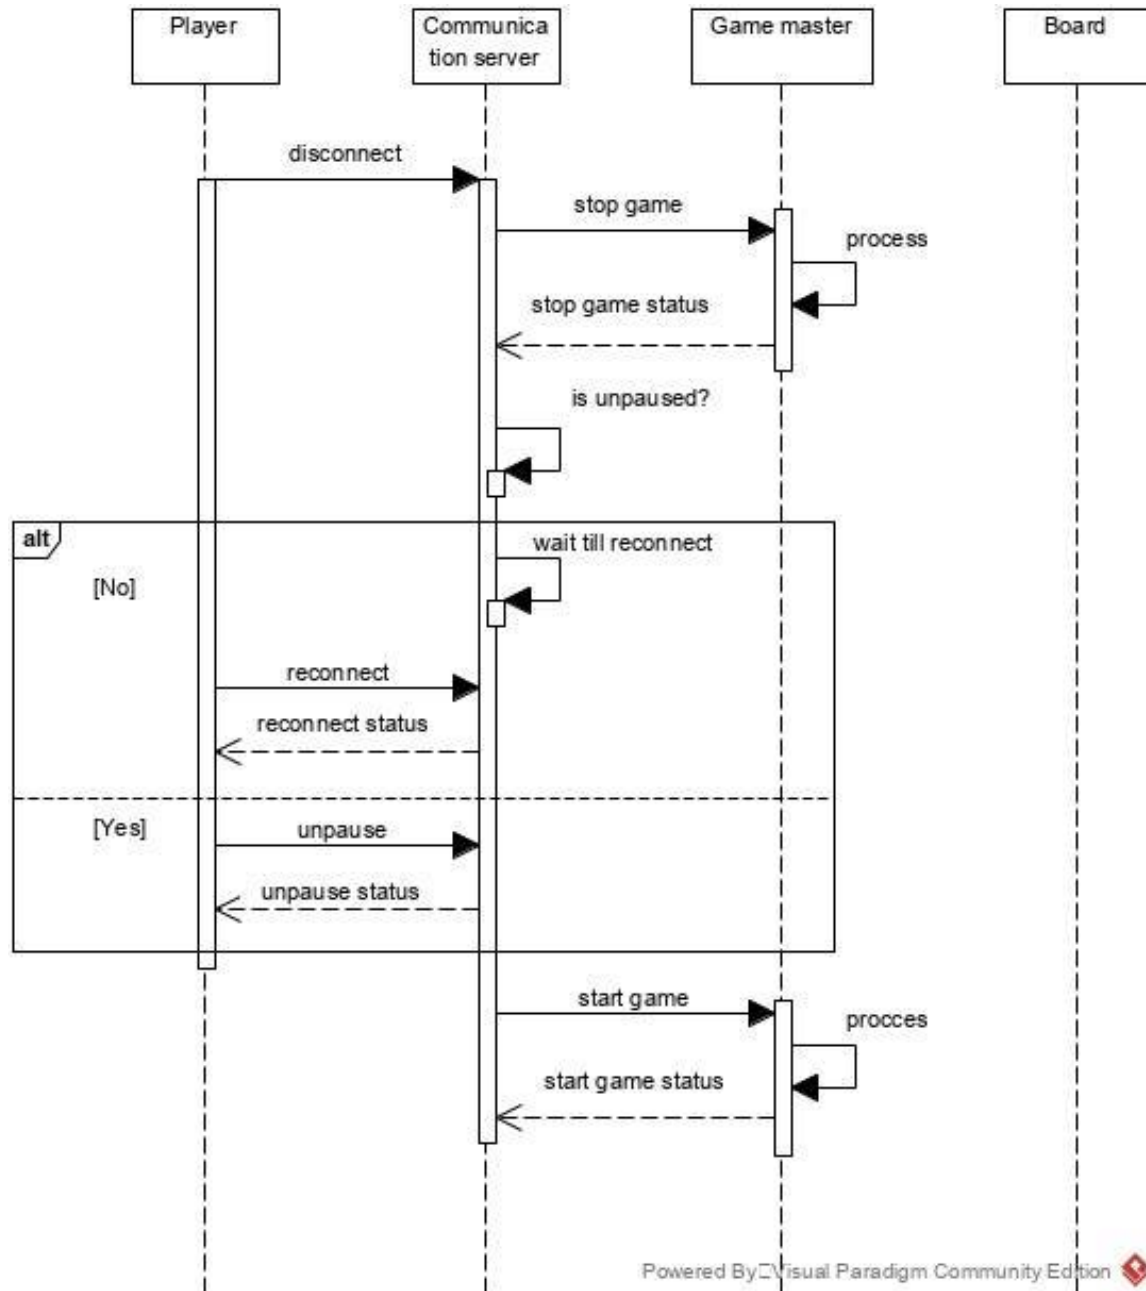 Player
Communica
tion server
Game master
Board
disconnect
stop game
process
stop game status
is unpaused?
alt
wait till reconnect
[No]
reconnect
reconnect status
[Yes]
unpause
unpause status
start game
procces
start game status
Powered By Visual Paradigm Community Edition